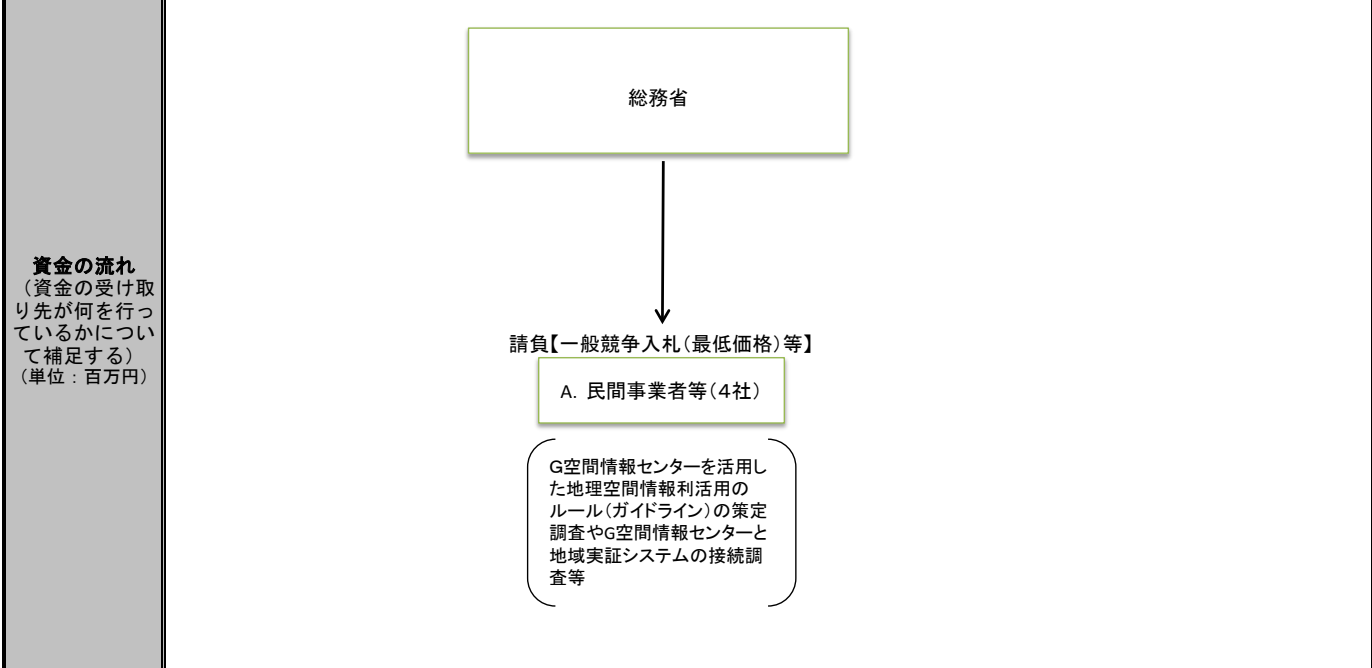 資金の流れ
（資金の受け取
り先が何を行っ
ているかについ
て補足する）
（単位：百万円）
総務省
請負【一般競争入札（最低価格）等】
A. 民間事業者等（４社）
G空間情報センターを活用し
た地理空間情報利活用の
ルール（ガイドライン）の策定
調査やG空間情報センターと
地域実証システムの接続調
査等